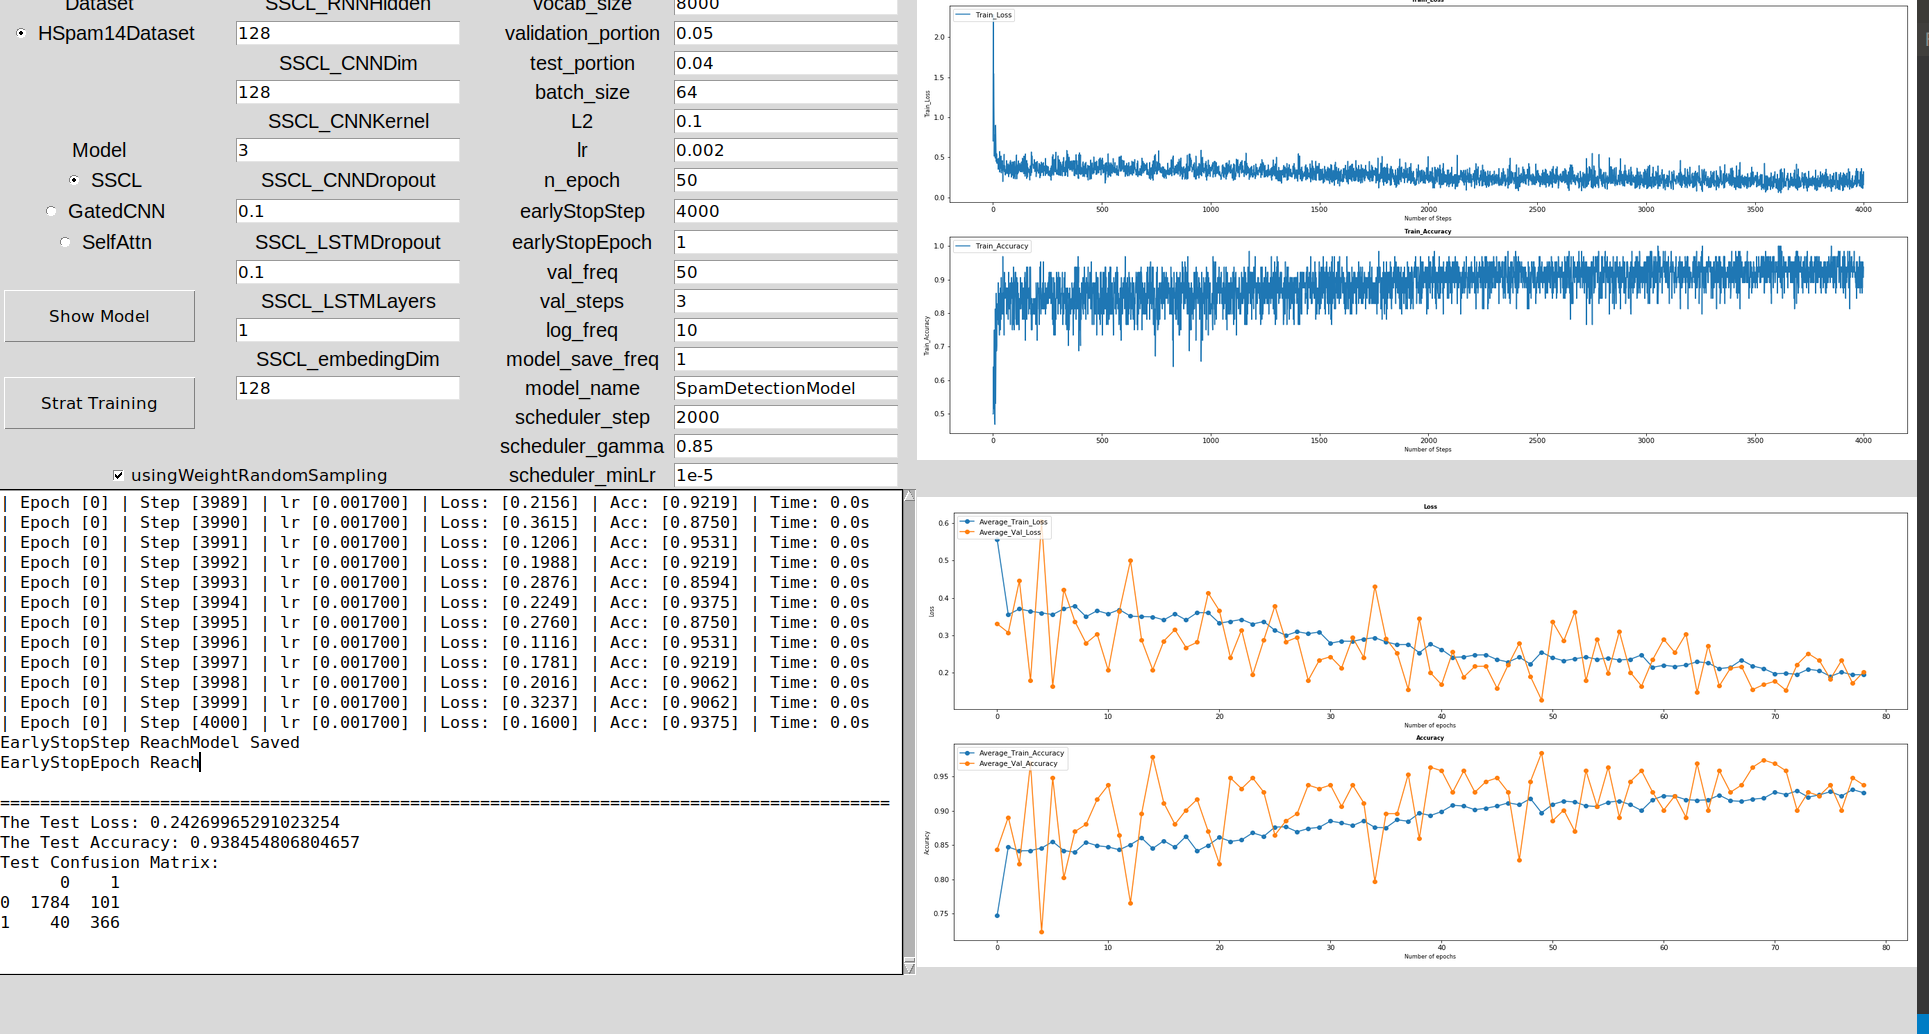 Dataset
HSpam14Dataset
Model
SSCL
GatedCNN
SelfAttn
Show Model
Strat Training
SSCL_RNNHidden
128
SSCL_CNNDim
128
SSCL_CNNKernel
3
SSCL_CNNDropout
0.1
SSCL_LSTMDropout
0.1
SSCL_LSTMLayers
1
SSCL_embedingDim
128
usingWeightRandomSampling
vocab_size 8000
validation_portion 0.05
test_portion 0.04
batch_size 64
L2 0.1
lr 0.002
n_epoch 50
earlyStopStep 4000
earlyStopEpoch 1
val_freq 50
val_steps 3
log_freq 10
model_save_freq 1
model_name SpamDetectionModel
scheduler_step 2000
scheduler_gamma 0.85
scheduler_minLr 1e-5
| Epoch [0] | Step [3989] | lr [0.001700] | Loss: [0.2156] | Acc: [0.9219] | Time: 0.0s
| Epoch [0] | Step [3990] | lr [0.001700] | Loss: [0.3615] | Acc: [0.8750] | Time: 0.0s
| Epoch [0] | Step [3991] | lr [0.001700] | Loss: [0.1206] | Acc: [0.9531] | Time: 0.0s
| Epoch [0] | Step [3992] | lr [0.001700] | Loss: [0.1988] | Acc: [0.9219] | Time: 0.0s
| Epoch [0] | Step [3993] | lr [0.001700] | Loss: [0.2876] | Acc: [0.8594] | Time: 0.0s
| Epoch [0] | Step [3994] | lr [0.001700] | Loss: [0.2249] | Acc: [0.9375] | Time: 0.0s
| Epoch [0] | Step [3995] | lr [0.001700] | Loss: [0.2760] | Acc: [0.8750] | Time: 0.0s
| Epoch [0] | Step [3996] | lr [0.001700] | Loss: [0.1116] | Acc: [0.9531] | Time: 0.0s
| Epoch [0] | Step [3997] | lr [0.001700] | Loss: [0.1781] | Acc: [0.9219] | Time: 0.0s
| Epoch [0] | Step [3998] | lr [0.001700] | Loss: [0.2016] | Acc: [0.9062] | Time: 0.0s
| Epoch [0] | Step [3999] | lr [0.001700] | Loss: [0.3237] | Acc: [0.9062] | Time: 0.0s
| Epoch [0] | Step [4000] | lr [0.001700] | Loss: [0.1600] | Acc: [0.9375] | Time: 0.0s
EarlyStopStep ReachModel Saved
EarlyStopEpoch Reach
=========================================================================================
The Test Loss: 0.24269965291023254
The Test Accuracy: 0.938454806804657
Test Confusion Matrix:
0 1
0 1784 101
1 40 366
Train_Loss
Train_Loss
2.0
1.5
1.0
0.5
0.0
Train_Loss
0 500 1000 1500 2000 2500 3000 3500 4000
Number of Steps
Train_Accuracy
Train_Accuracy
1.0
0.9
0.8
0.7
0.6
0.5
Train_Accuracy
0 500 1000 1500 2000 2500 3000 3500 4000
Number of Steps
Loss
Average_Train_Loss
Average_Val_Loss
0.6
0.5
0.4
0.3
0.2
Loss
0 10 20 30 40 50 60 70 80
Number of epochs
Accuracy
Average_Train_Accuracy
Average_Val_Accuracy
0.95
0.90
0.85
0.80
0.75
Accuracy
0 10 20 30 40 50 60 70 80
Number of epochs